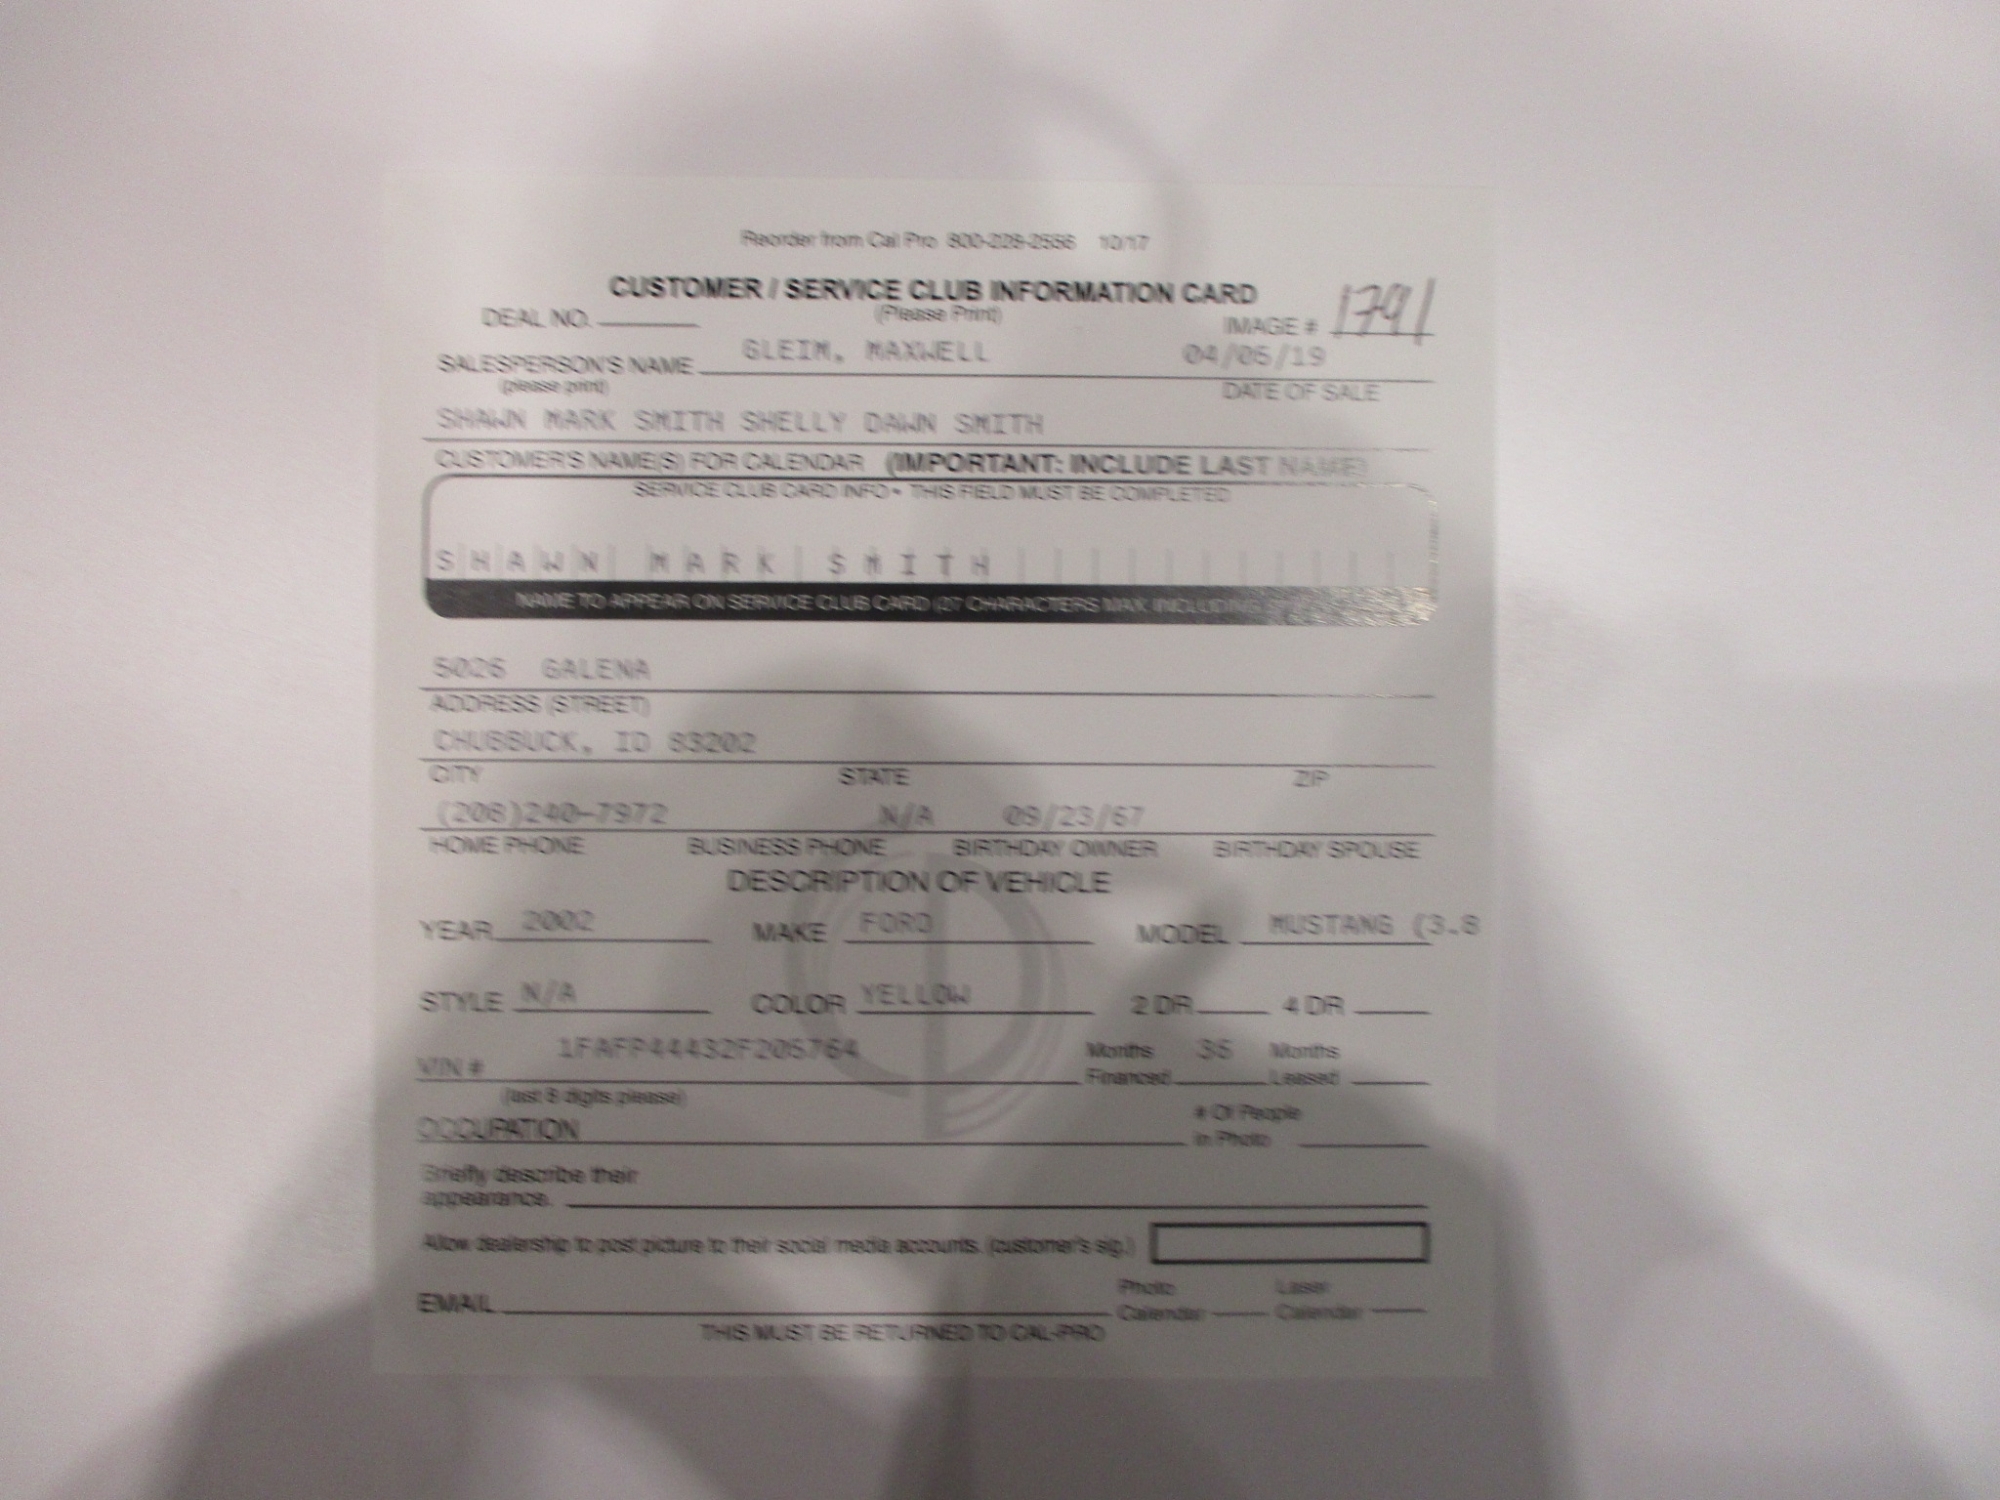 Reorder from Cal Pro 800-228-2556 10/17
CUSTOMER / SERVICE CLUB INFORMATION CARD
(Please Print)
DEAL NO. IMAGE # 1791
SALESPERSON'S NAME GLEIM, MAXWELL 04/06/19
(please print) DATE OF SALE
SHAWN MARK SMITH SHELLY DAWN SMITH
CUSTOMER'S NAME(S) FOR CALENDAR (IMPORTANT: INCLUDE LAST NAME)
SERVICE CLUB CARD INFO • THIS FIELD MUST BE COMPLETED
SHAWN MARK SMITH
NAME TO APPEAR ON SERVICE CLUB CARD (27 CHARACTERS MAX INCLUDING
5026 GALENA
ADDRESS (STREET)
CHUBBUCK, ID 83202
CITY STATE ZIP
(208)240-7972 N/A 09/23/67
HOME PHONE BUSINESS PHONE BIRTHDAY OWNER BIRTHDAY SPOUSE
DESCRIPTION OF VEHICLE
YEAR 2002 MAKE FORD MODEL MUSTANG (3.8
STYLE N/A COLOR YELLOW 2 DR 4 DR
VIN # 1FAFP44432F205764 Months Financed 36 Months Leased
(last 8 digits please)
OCCUPATION # Of People in Photo
Briefly describe their
appearance.
Allow dealership to post picture to their social media accounts. (customer's sig.)
EMAIL Photo Calendar Laser Calendar
THIS MUST BE RETURNED TO CAL-PRO